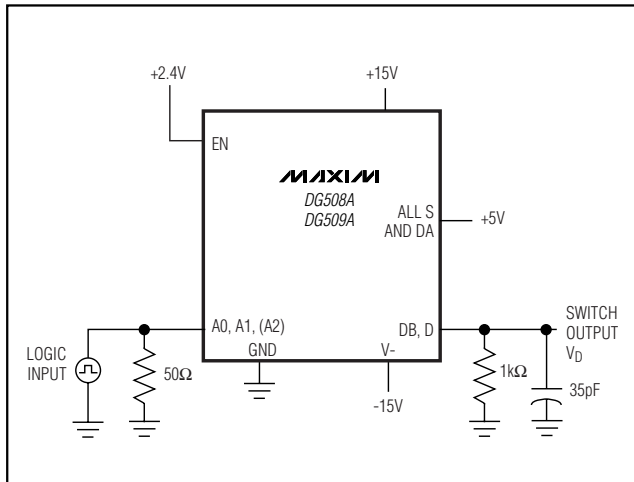 +2.4V
+15V
EN
MAXIM
DG508A
DG509A
ALL S
AND DA
+5V
A0, A1, (A2)
DB, D
SWITCH
OUTPUT
VD
LOGIC
INPUT
50Ω
GND
V-
1kΩ
35pF
-15V